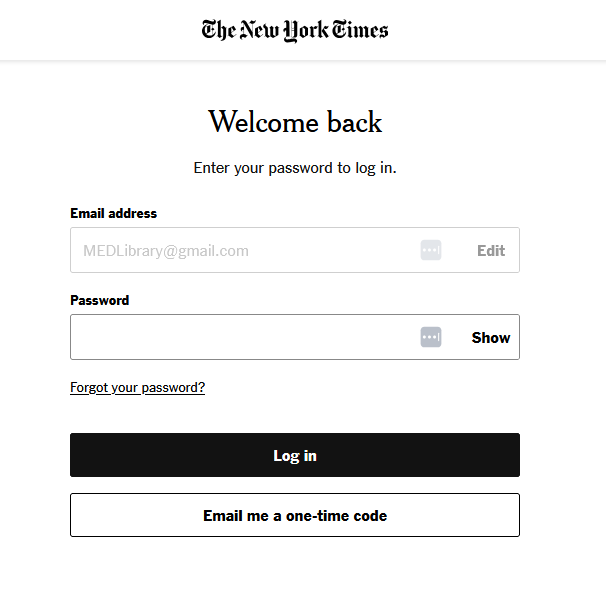 The New York Times
Welcome back
Enter your password to log in.
Email address
MEDLibrary@gmail.com
Edit
Password
Show
Forgot your password?
Log in
Email me a one-time code